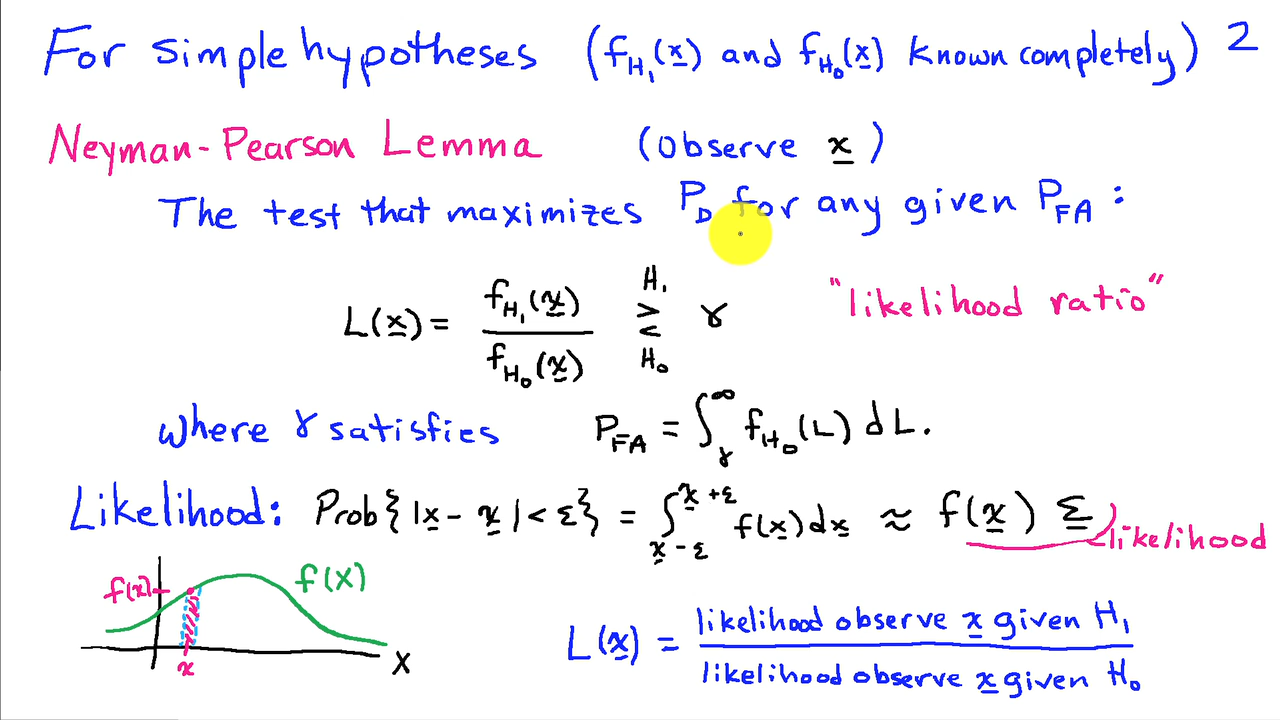 For simple hypotheses (f_H₁(x) and f_H₀(x) known completely) 2
Neyman-Pearson Lemma (observe x)
The test that maximizes P_D for any given P_FA :
L(x) = f_H₁(x) / f_H₀(x) H₁ > < H₀ γ "likelihood ratio"
where γ satisfies P_FA = ∫_γ^∞ f_H₀(L) dL.
Likelihood: Prob{ |x - x| < ε} = ∫_{x-ε}^{x+ε} f(x) dx ≈ f(x) Σ likelihood
f(x) f(X)
x X
L(x) = likelihood observe x given H₁ / likelihood observe x given H₀